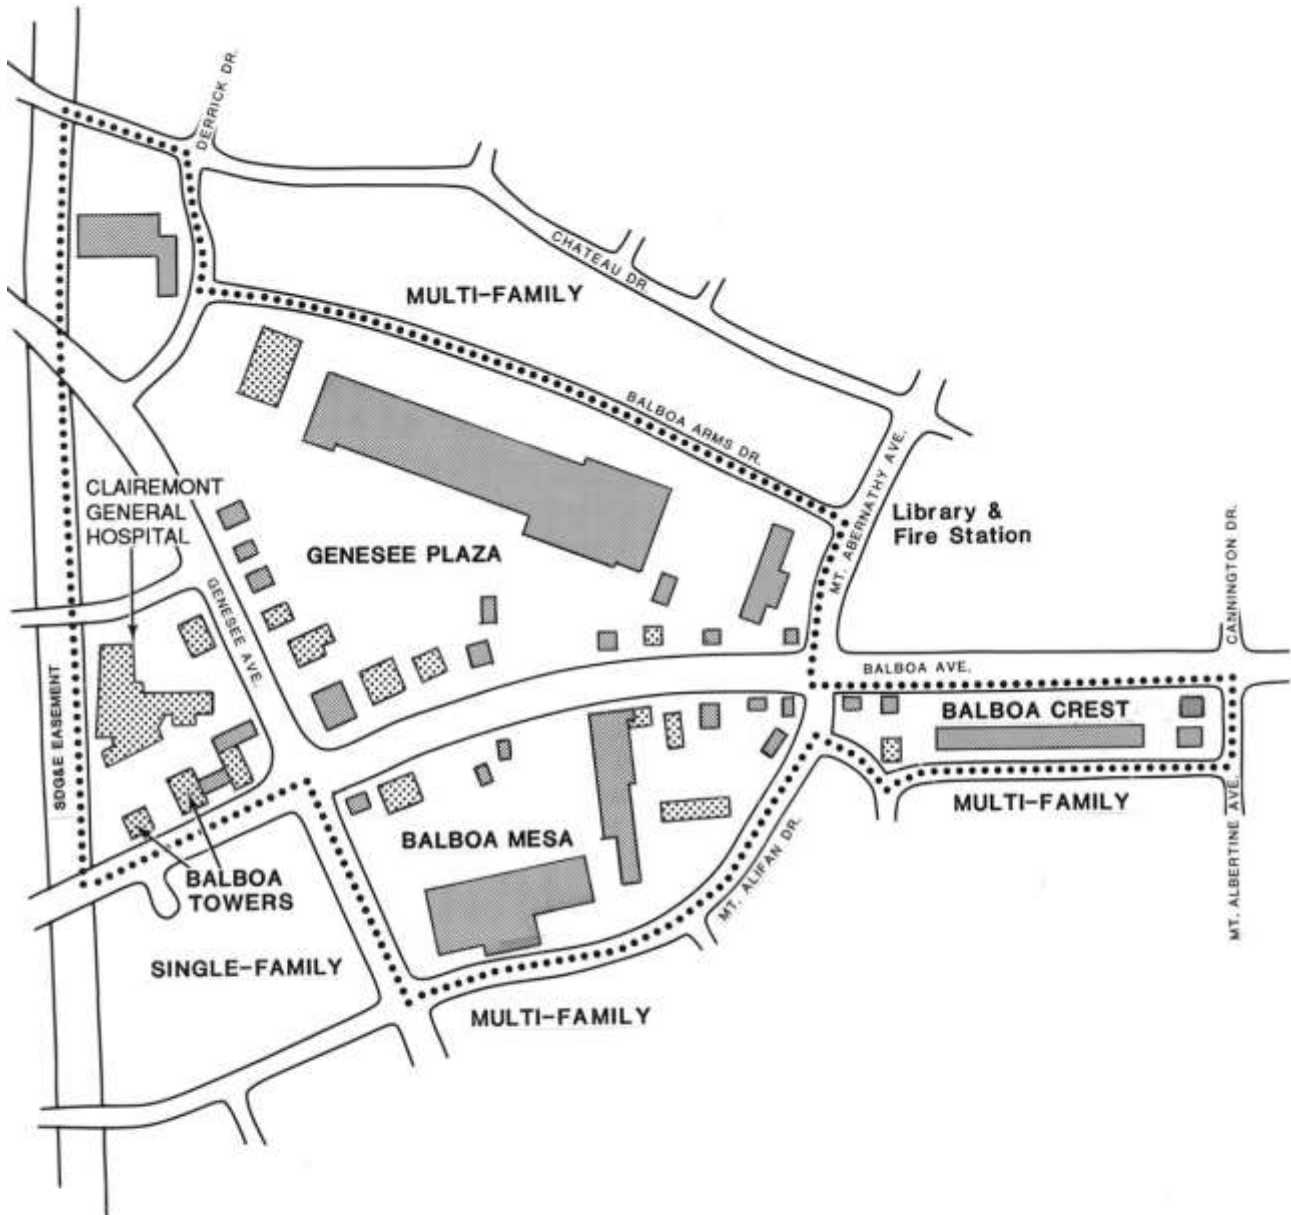 DERRICK DR.
CHATEAU DR.
MULTI-FAMILY
BALBOA ARMS DR.
MT. ABERNATHY AVE.
CLAIREMONT
GENERAL
HOSPITAL
Library &
Fire Station
CANNINGTON DR.
GENESEE PLAZA
GENESEE AVE.
BALBOA AVE.
SDG&E EASEMENT
BALBOA CREST
MULTI-FAMILY
BALBOA MESA
MT. ALIFAN DR.
MT. ALBERTINE AVE.
BALBOA
TOWERS
SINGLE-FAMILY
MULTI-FAMILY